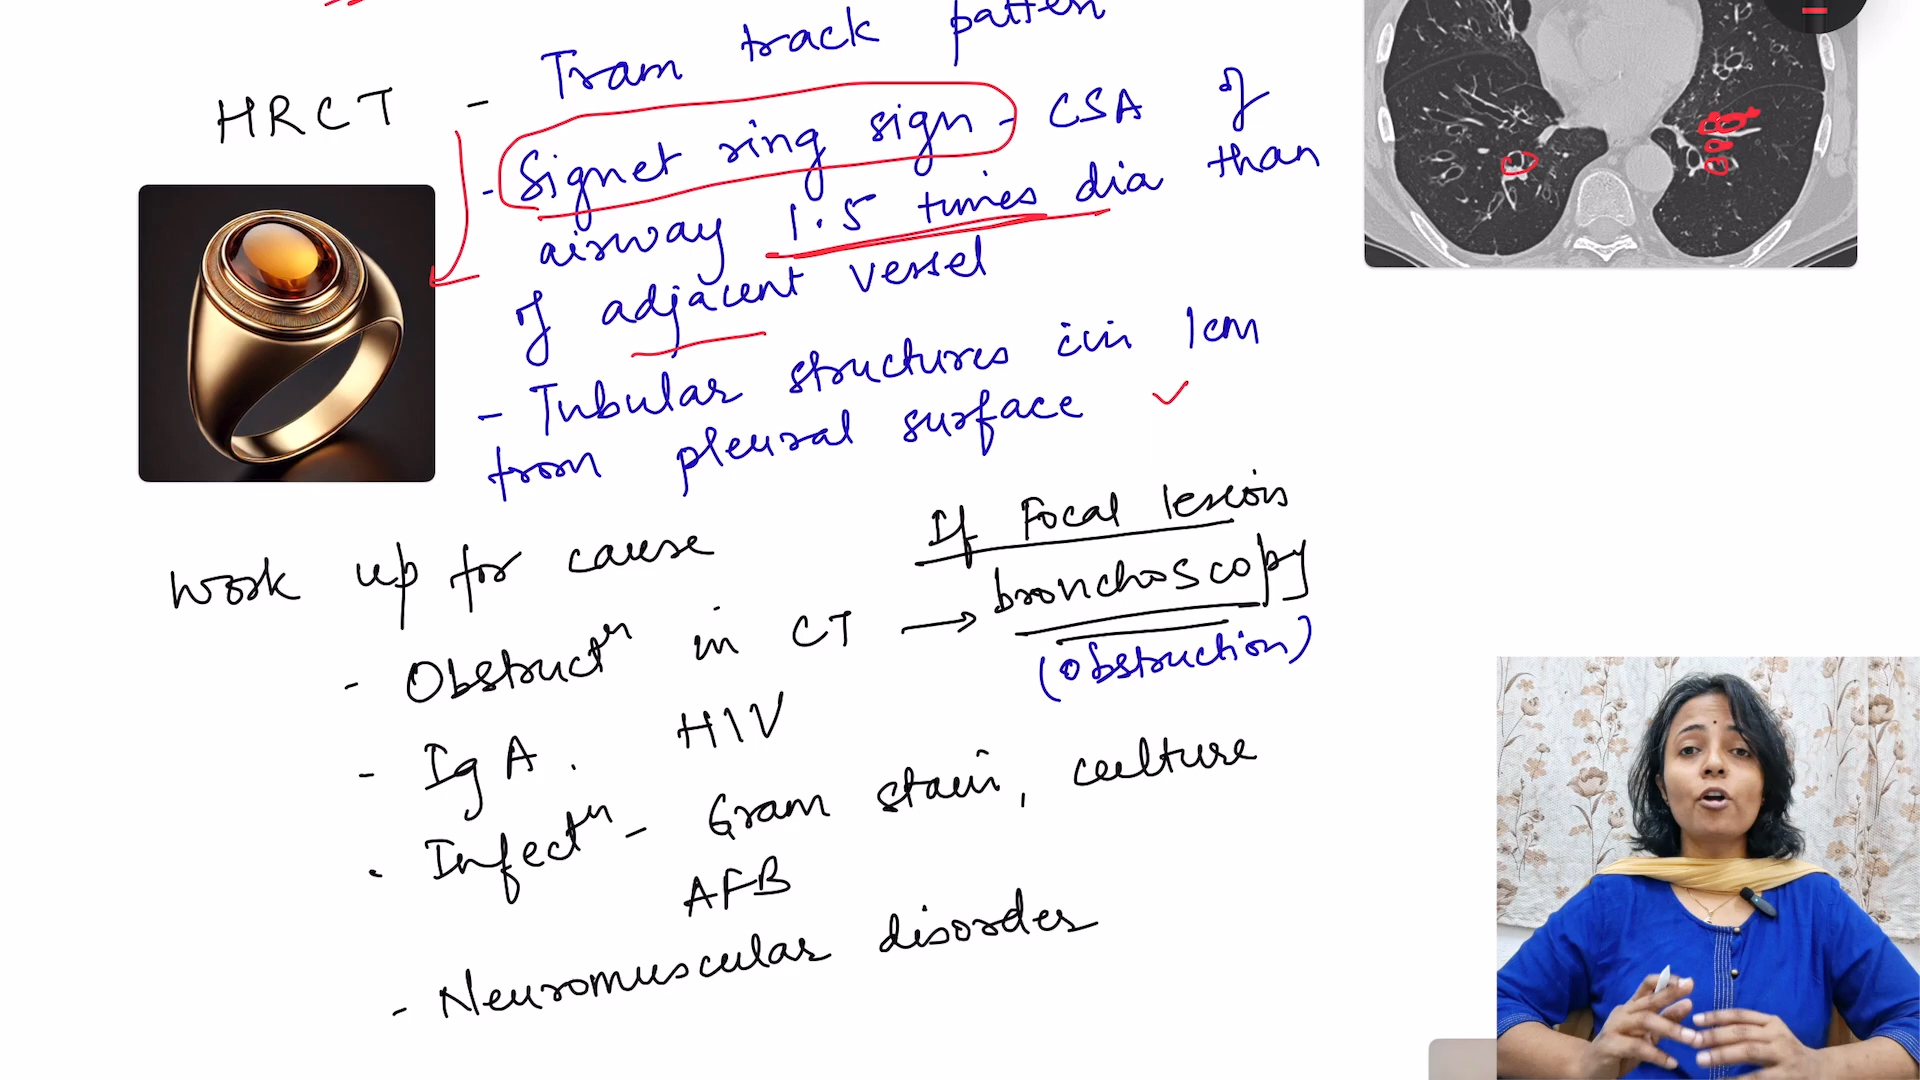 Tram track pattern
HRCT -
- Signet ring sign - CSA of
airway 1.5 times dia than
of adjacent vessel
- Tubular structures in 1cm
from pleural surface
Work up for cause
If Focal lesion
- Obstructⁿ in CT → bronchoscopy
(obstruction)
- IgA. HIV
. Infectⁿ - Gram stain, culture
AFB
- Neuromuscular disorder